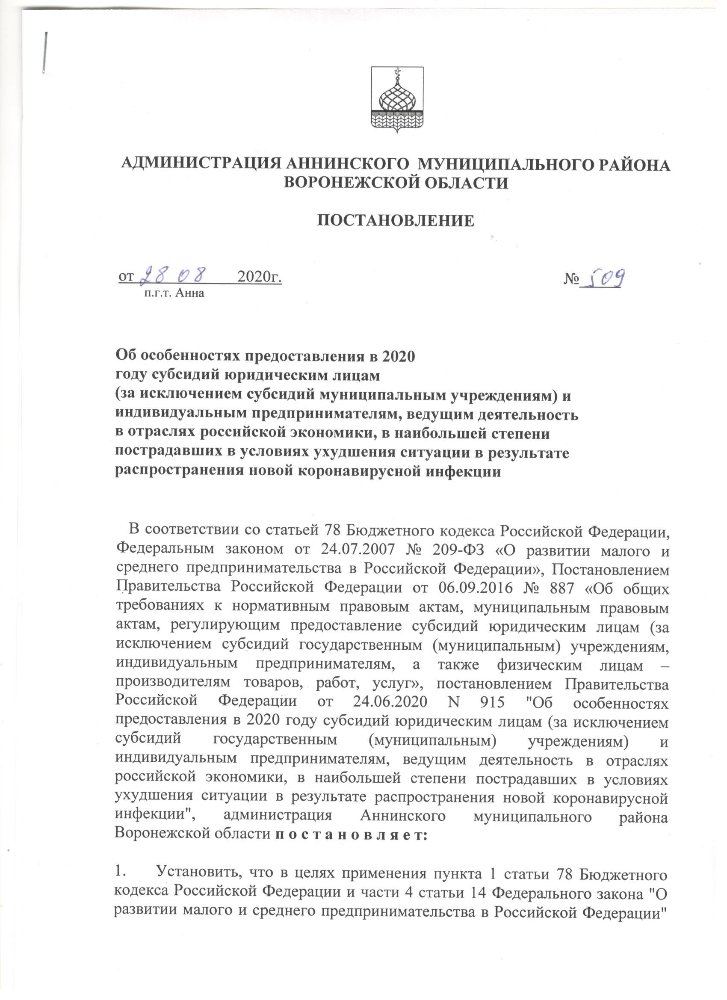 АДМИНИСТРАЦИЯ АННИНСКОГО МУНИЦИПАЛЬНОГО РАЙОНА
ВОРОНЕЖСКОЙ ОБЛАСТИ
ПОСТАНОВЛЕНИЕ
от 28 08 2020г. № 509
п.г.т. Анна
Об особенностях предоставления в 2020
году субсидий юридическим лицам
(за исключением субсидий муниципальным учреждениям) и
индивидуальным предпринимателям, ведущим деятельность
в отраслях российской экономики, в наибольшей степени
пострадавших в условиях ухудшения ситуации в результате
распространения новой коронавирусной инфекции
В соответствии со статьей 78 Бюджетного кодекса Российской Федерации,
Федеральным законом от 24.07.2007 № 209-ФЗ «О развитии малого и
среднего предпринимательства в Российской Федерации», Постановлением
Правительства Российской Федерации от 06.09.2016 № 887 «Об общих
требованиях к нормативным правовым актам, муниципальным правовым
актам, регулирующим предоставление субсидий юридическим лицам (за
исключением субсидий государственным (муниципальным) учреждениям,
индивидуальным предпринимателям, а также физическим лицам –
производителям товаров, работ, услуг», постановлением Правительства
Российской Федерации от 24.06.2020 N 915 "Об особенностях
предоставления в 2020 году субсидий юридическим лицам (за исключением
субсидий государственным (муниципальным) учреждениям) и
индивидуальным предпринимателям, ведущим деятельность в отраслях
российской экономики, в наибольшей степени пострадавших в условиях
ухудшения ситуации в результате распространения новой коронавирусной
инфекции", администрация Аннинского муниципального района
Воронежской области п о с т а н о в л я е т:
1. Установить, что в целях применения пункта 1 статьи 78 Бюджетного
кодекса Российской Федерации и части 4 статьи 14 Федерального закона "О
развитии малого и среднего предпринимательства в Российской Федерации"